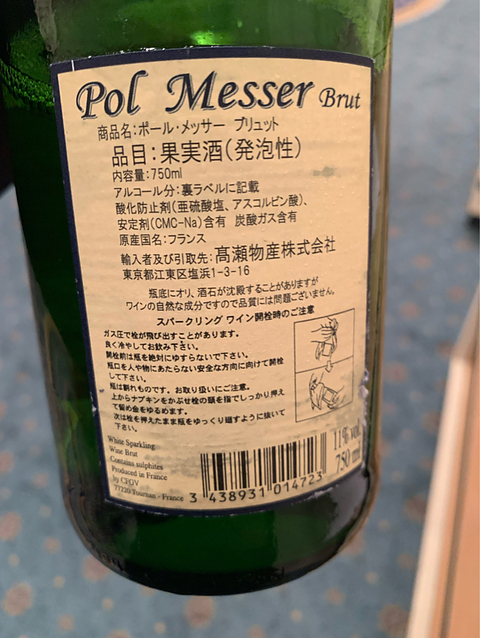 Pol Messer Brut
商品名:ポール・メッサー ブリュット
品目:果実酒(発泡性)
内容量:750ml
アルコール分:裏ラベルに記載
酸化防止剤(亜硫酸塩、アスコルビン酸)、
安定剤(CMC-Na)含有 炭酸ガス含有
原産国名:フランス
輸入者及び引取先:髙瀬物産株式会社
東京都江東区塩浜1-3-16
瓶底にオリ、酒石が沈殿することがありますが
ワインの自然な成分ですので品質には問題ございません。
スパークリング ワイン開栓時のご注意
ガス圧で栓が飛び出すことがあります。
良く冷やしてお飲み下さい。
開栓前は瓶を絶対にゆすらないで下さい。
瓶口を人や物にあたらない安全な方向に向けて開栓
して下さい。
瓶は割れものです。お取り扱いにご注意。
上からナプキンをかぶせ栓の頭を指でしっかり押え
て留め金をゆるめます。
次は栓を押えたまま瓶をゆっくり廻すように抜いて
下さい。
White Sparkling
Wine Brut
Contains sulphites
Produced in France
by CFGV
77220 Tournan - France
3 438931 014723
11% vol.
750 ml